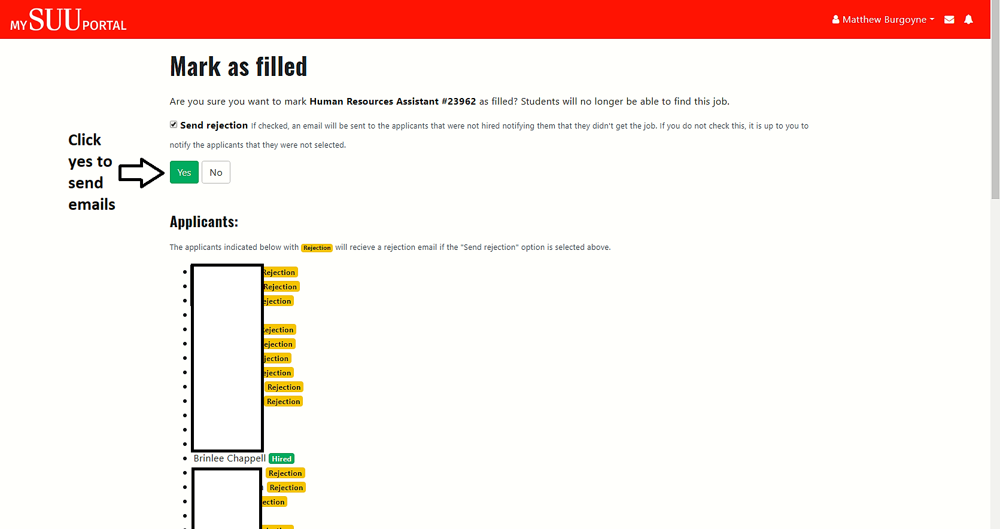 MY SUU PORTAL
Matthew Burgoyne
Mark as filled
Are you sure you want to mark Human Resources Assistant #23962 as filled? Students will no longer be able to find this job.
Send rejection If checked, an email will be sent to the applicants that were not hired notifying them that they didn't get the job. If you do not check this, it is up to you to
notify the applicants that they were not selected.
Click
yes to
send
emails
Yes No
Applicants:
The applicants indicated below with Rejection will recieve a rejection email if the "Send rejection" option is selected above.
Rejection
Rejection
ejection
Rejection
ejection
jection
ejection
Rejection
Rejection
Brinlee Chappell Hired
Rejection
Rejection
ection